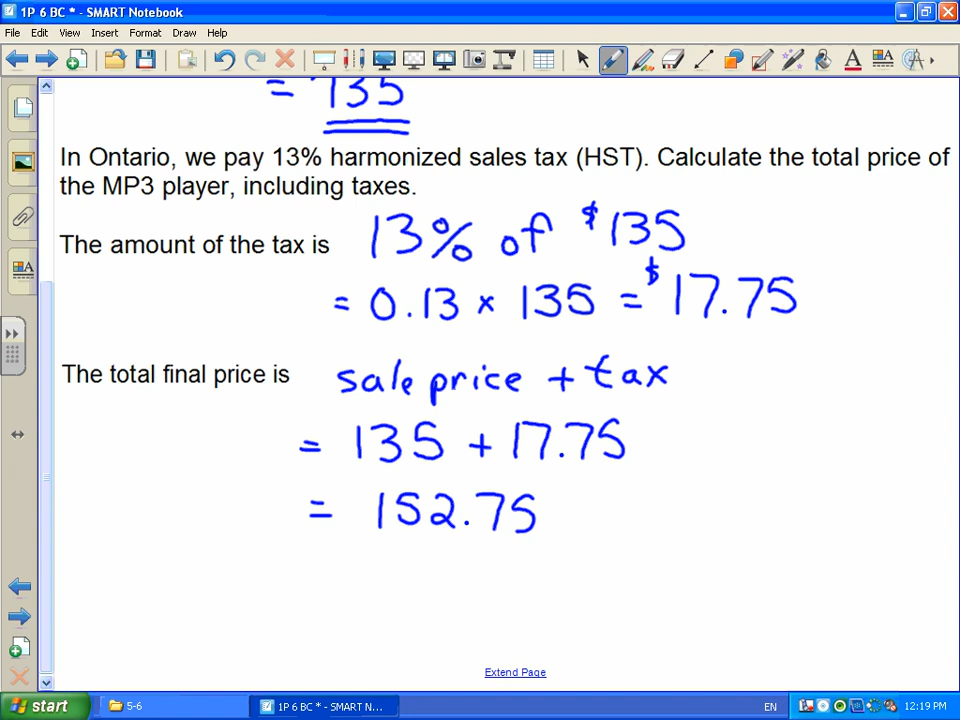 1P 6 BC * - SMART Notebook
File Edit View Insert Format Draw Help
= 135
In Ontario, we pay 13% harmonized sales tax (HST). Calculate the total price of
the MP3 player, including taxes.
The amount of the tax is 13% of $135
= 0.13 × 135 = $17.75
The total final price is sale price + tax
= 135 + 17.75
= 152.75
Extend Page
start 5-6 1P 6 BC * - SMART N... EN 12:19 PM